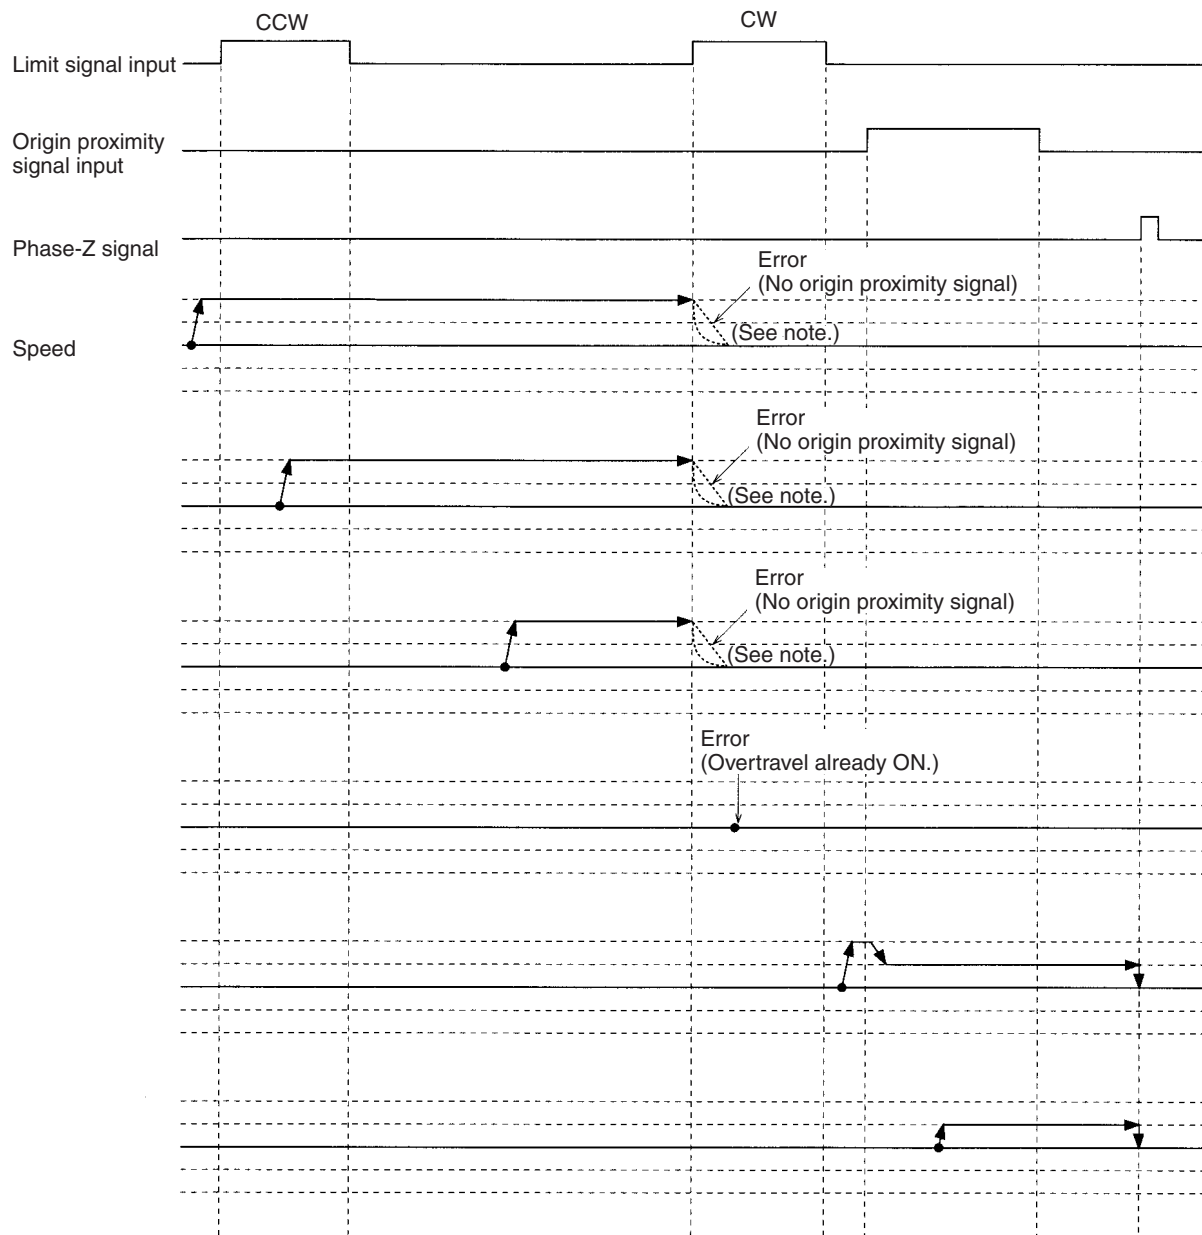 CCW
CW
Limit signal input
Origin proximity
signal input
Phase-Z signal
Error
(No origin proximity signal)
(See note.)
Speed
Error
(No origin proximity signal)
(See note.)
Error
(No origin proximity signal)
(See note.)
Error
(Overtravel already ON.)